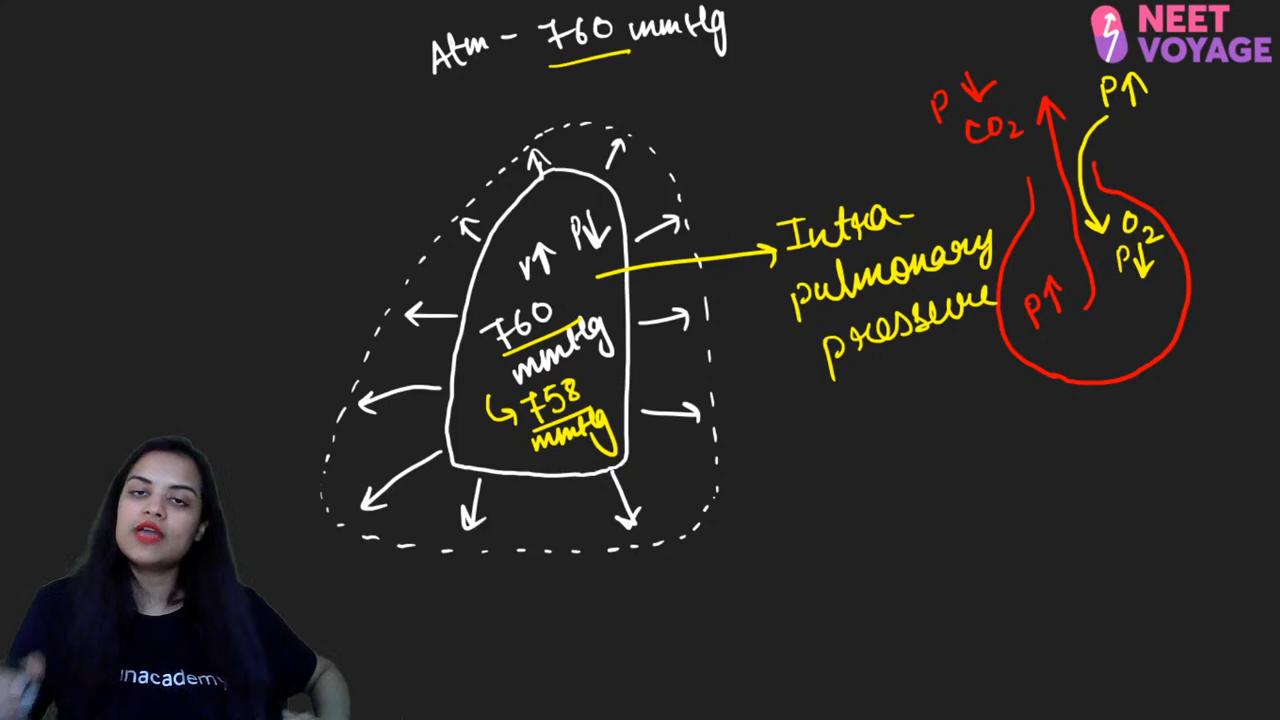 Atm - 760 mmHg
NEET
VOYAGE
P↓
CO2
P↑
V↑ P↓
Intra-
pulmonary
pressure
O2
P↓
P↑
760
mmHg
↳ 758
mmHg
unacademy